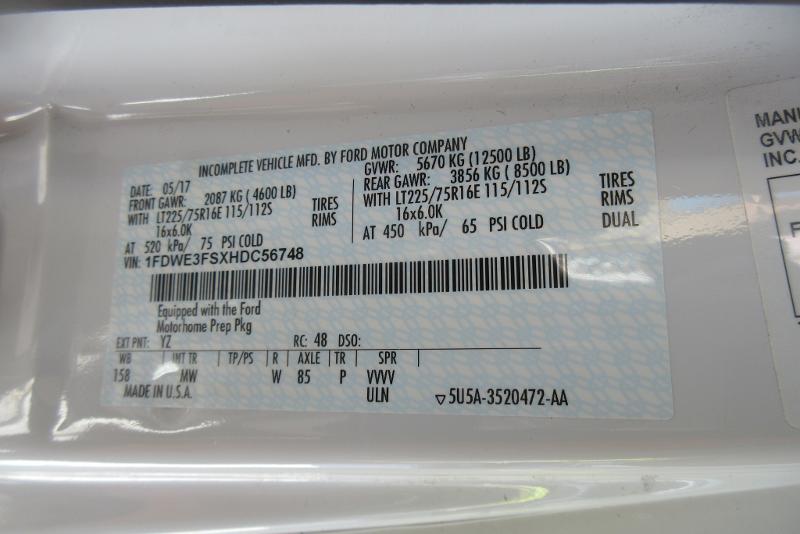 INCOMPLETE VEHICLE MFD. BY FORD MOTOR COMPANY
DATE: 05/17 GVWR: 5670 KG (12500 LB)
FRONT GAWR: 2087 KG ( 4600 LB) REAR GAWR: 3856 KG ( 8500 LB)
WITH LT225/75R16E 115/112S TIRES WITH LT225/75R16E 115/112S TIRES
16x6.0K RIMS 16x6.0K RIMS
AT 520 kPa/ 75 PSI COLD AT 450 kPa/ 65 PSI COLD DUAL
VIN: 1FDWE3FSXHDC56748
Equipped with the Ford
Motorhome Prep Pkg
EXT PNT: YZ RC: 48 DSO:
WB INT TR TP/PS R AXLE TR SPR
158 MW W 85 P VVVV
MADE IN U.S.A. ULN ▽5U5A-3520472-AA
MANU
GVW
INC.